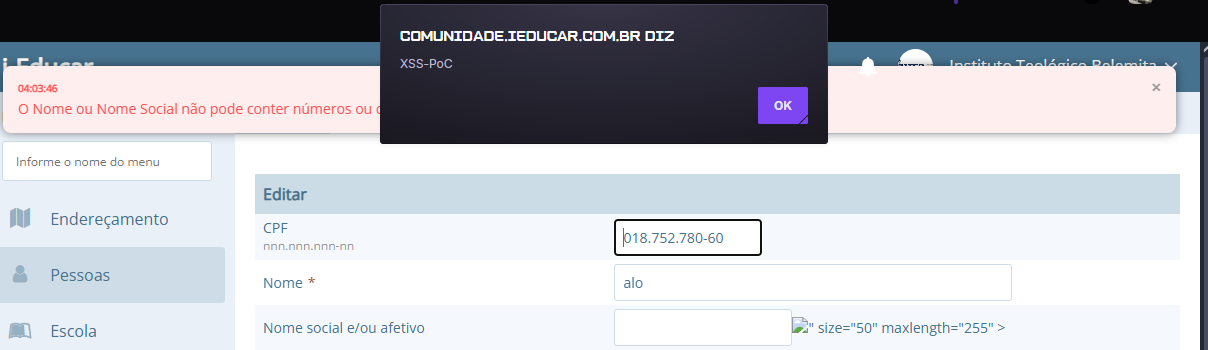 COMUNIDADE.IEDUCAR.COM.BR DIZ
XSS-PoC
OK
i-Educar
Instituto Teológico Belemita
04:03:46
×
O Nome ou Nome Social não pode conter números ou
Informe o nome do menu
Endereçamento
Pessoas
Escola
Editar
CPF
nnn.nnn.nnn-nn
018.752.780-60
Nome *
alo
Nome social e/ou afetivo
" size="50" maxlength="255" >